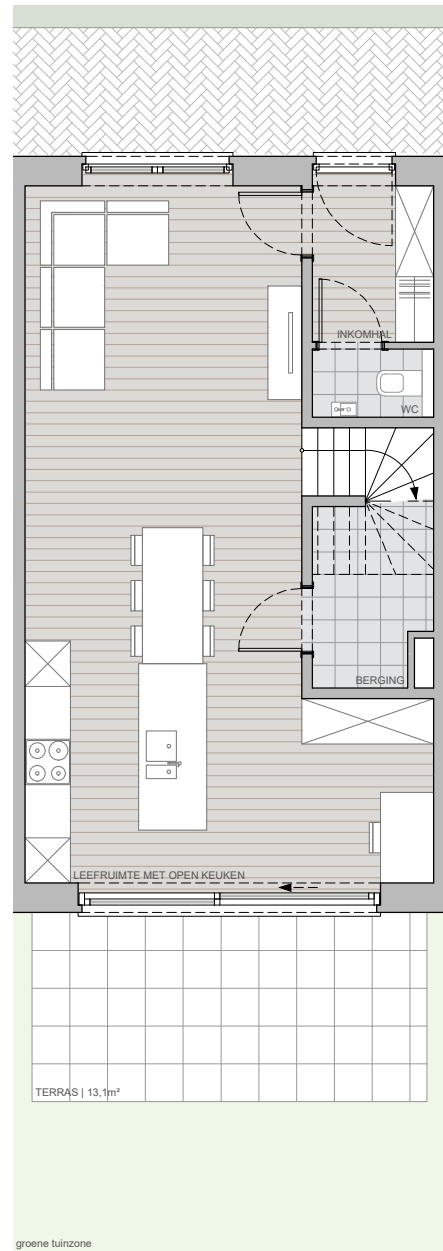 INKOMHAL
WC
BERGING
LEEFRUIMTE MET OPEN KEUKEN
TERRAS | 13,1m²
groene tuinzone